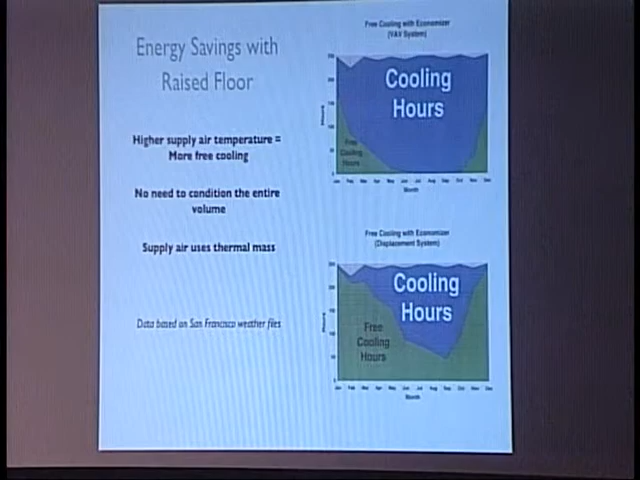 Energy Savings with
Raised Floor
Higher supply air temperature =
More free cooling
No need to condition the entire
volume
Supply air uses thermal mass
Data based on San Francisco weather files
Free Cooling with Economizer
(VAV System)
Cooling
Hours
Free
Cooling
Hours
Month
Free Cooling with Economizer
(Displacement System)
Cooling
Hours
Free
Cooling
Hours
Month